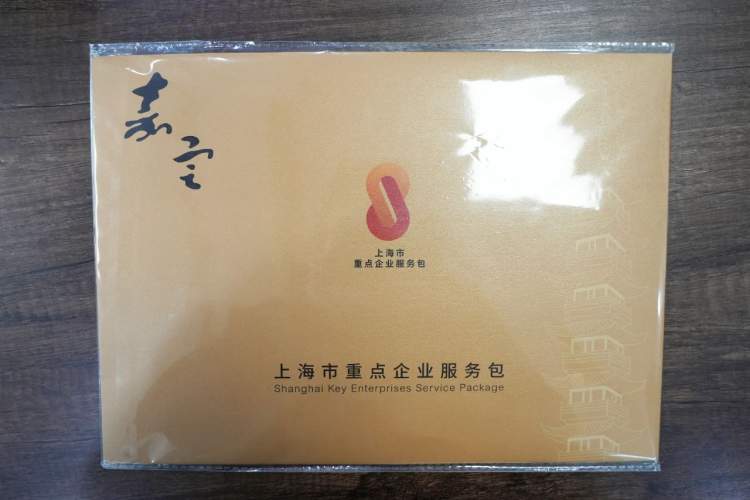 嘉定
上海市
重点企业服务包
上海市重点企业服务包
Shanghai Key Enterprises Service Package